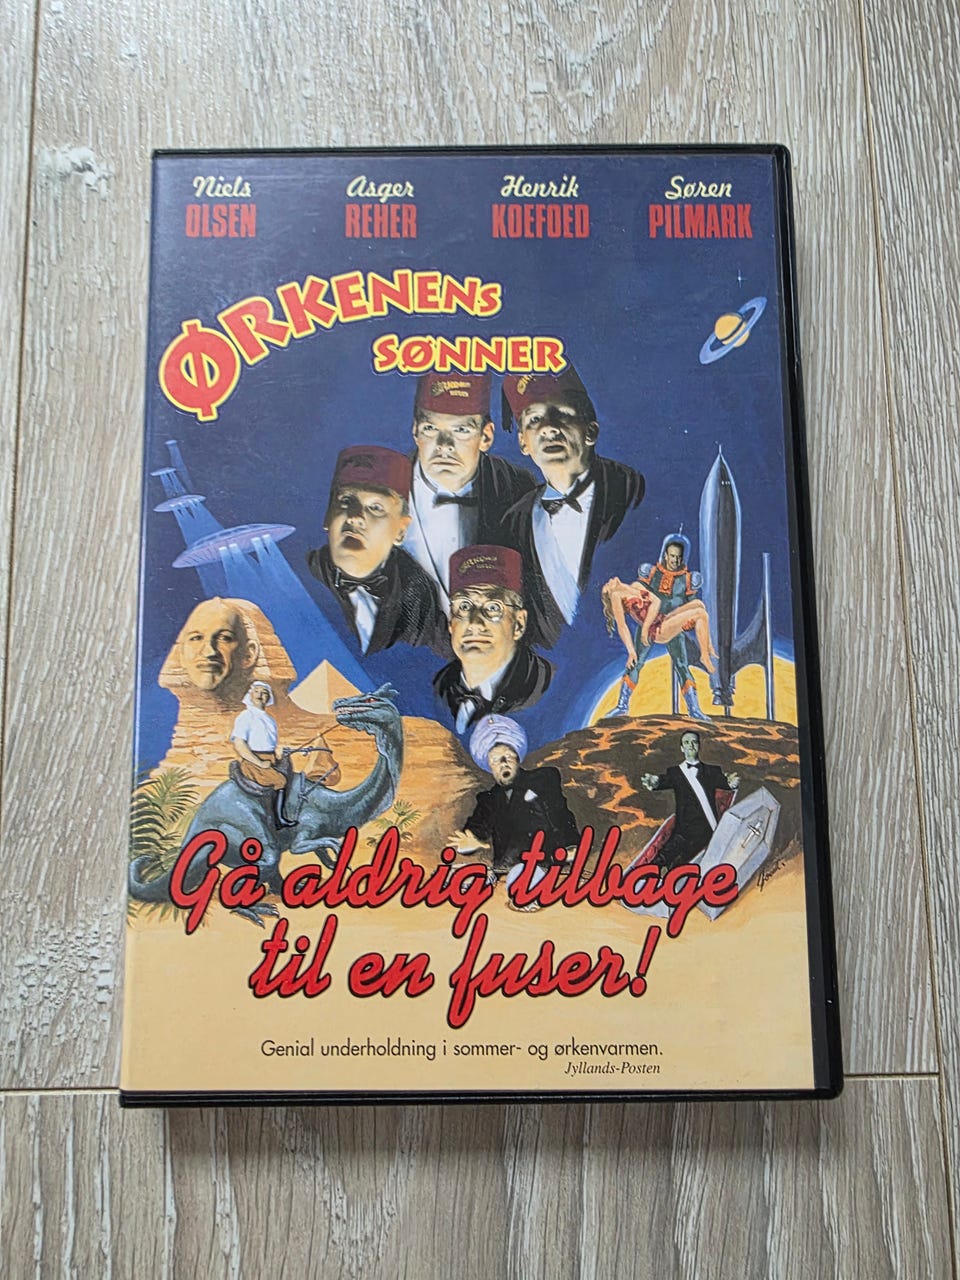 Niels
OLSEN
Asger
REHER
Henrik
KOEFOED
Søren
PILMARK
ØRKENENS
SØNNER
Gå aldrig tilbage
til en fuser!
Genial underholdning i sommer- og ørkenvarmen.
Jyllands-Posten